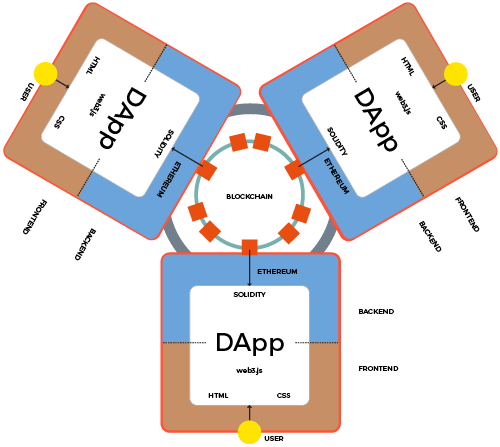 USER
HTML
CSS
web3.js
DApp
SOLIDITY
ETHEREUM
FRONTEND
BACKEND
HTML
USER
CSS
web3.js
DApp
SOLIDITY
ETHEREUM
FRONTEND
BACKEND
BLOCKCHAIN
ETHEREUM
SOLIDITY
BACKEND
DApp
web3.js
FRONTEND
HTML CSS
USER